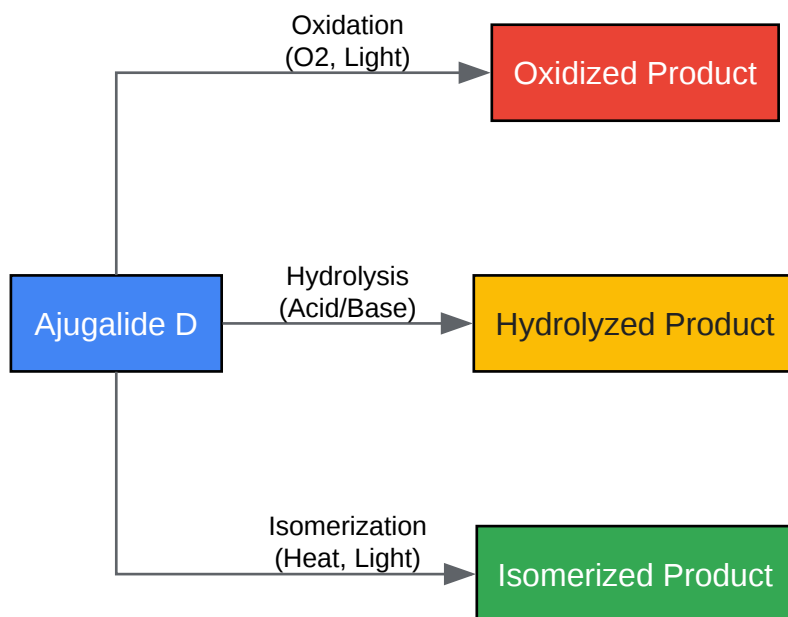 Oxidation
(O2, Light)
Oxidized Product
Hydrolysis
(Acid/Base)
Ajugalide D
Hydrolyzed Product
Isomerization
(Heat, Light)
Isomerized Product